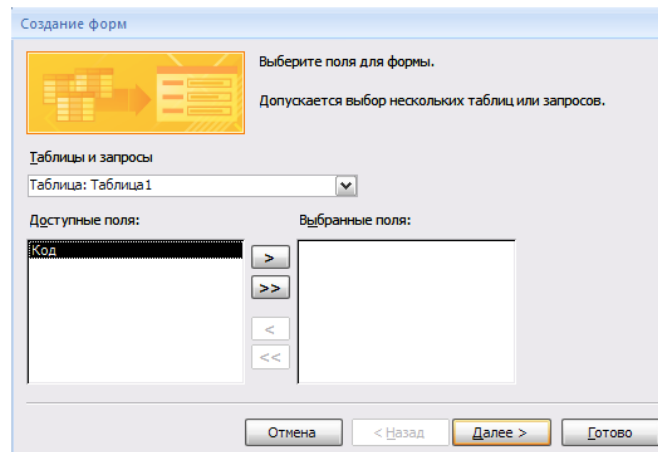 Создание форм
Выберите поля для формы.
Допускается выбор нескольких таблиц или запросов.
Таблицы и запросы
Таблица: Таблица1
Доступные поля:
Выбранные поля:
Код
>
>>
<
<<
Отмена
< Назад
Далее >
Готово